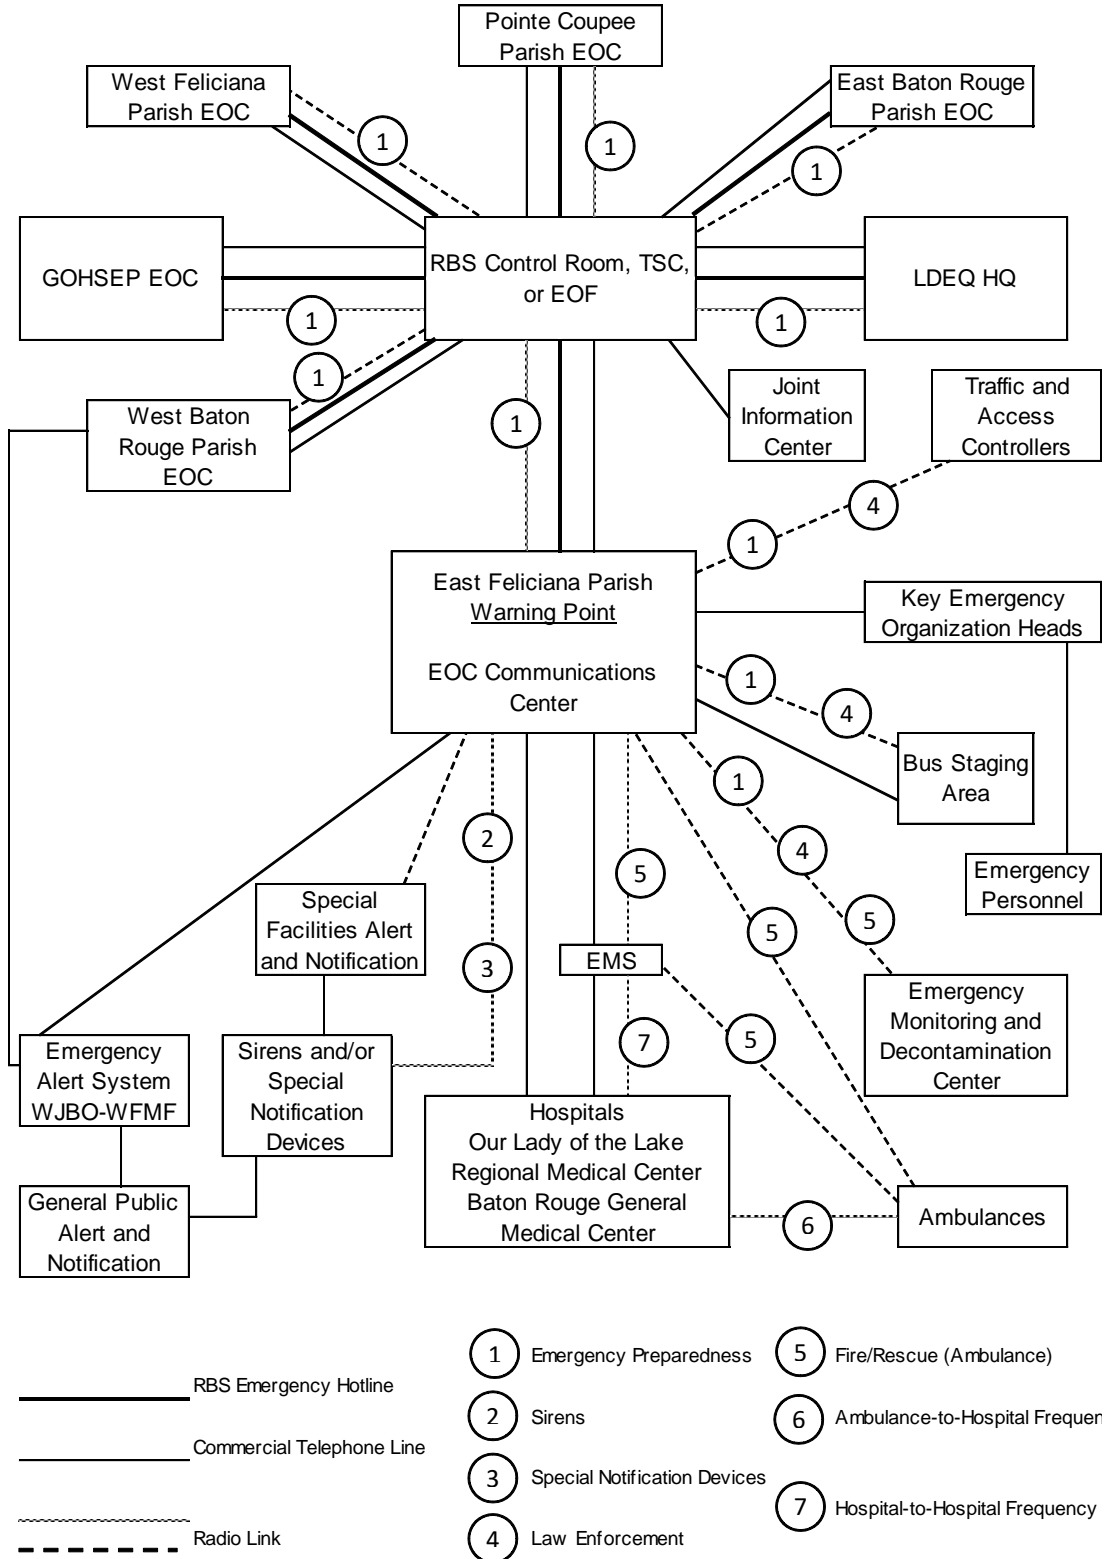 Pointe Coupee
Parish EOC
West Feliciana
Parish EOC
East Baton Rouge
Parish EOC
1
1
1
GOHSEP EOC
RBS Control Room, TSC,
or EOF
LDEQ HQ
1
1
1
West Baton
Rouge Parish
EOC
1
Joint
Information
Center
Traffic and
Access
Controllers
4
1
East Feliciana Parish
Warning Point
EOC Communications
Center
Key Emergency
Organization Heads
1
4
Bus Staging
Area
1
2
4
5
Emergency
Personnel
Special
Facilities Alert
and Notification
3
EMS
5
5
Emergency
Monitoring and
Decontamination
Center
Emergency
Alert System
WJBO-WFMF
Sirens and/or
Special
Notification
Devices
7
5
Hospitals
Our Lady of the Lake
Regional Medical Center
Baton Rouge General
Medical Center
General Public
Alert and
Notification
6
Ambulances
RBS Emergency Hotline
Commercial Telephone Line
Radio Link
1 Emergency Preparedness
2 Sirens
3 Special Notification Devices
4 Law Enforcement
5 Fire/Rescue (Ambulance)
6 Ambulance-to-Hospital Frequen
7 Hospital-to-Hospital Frequency